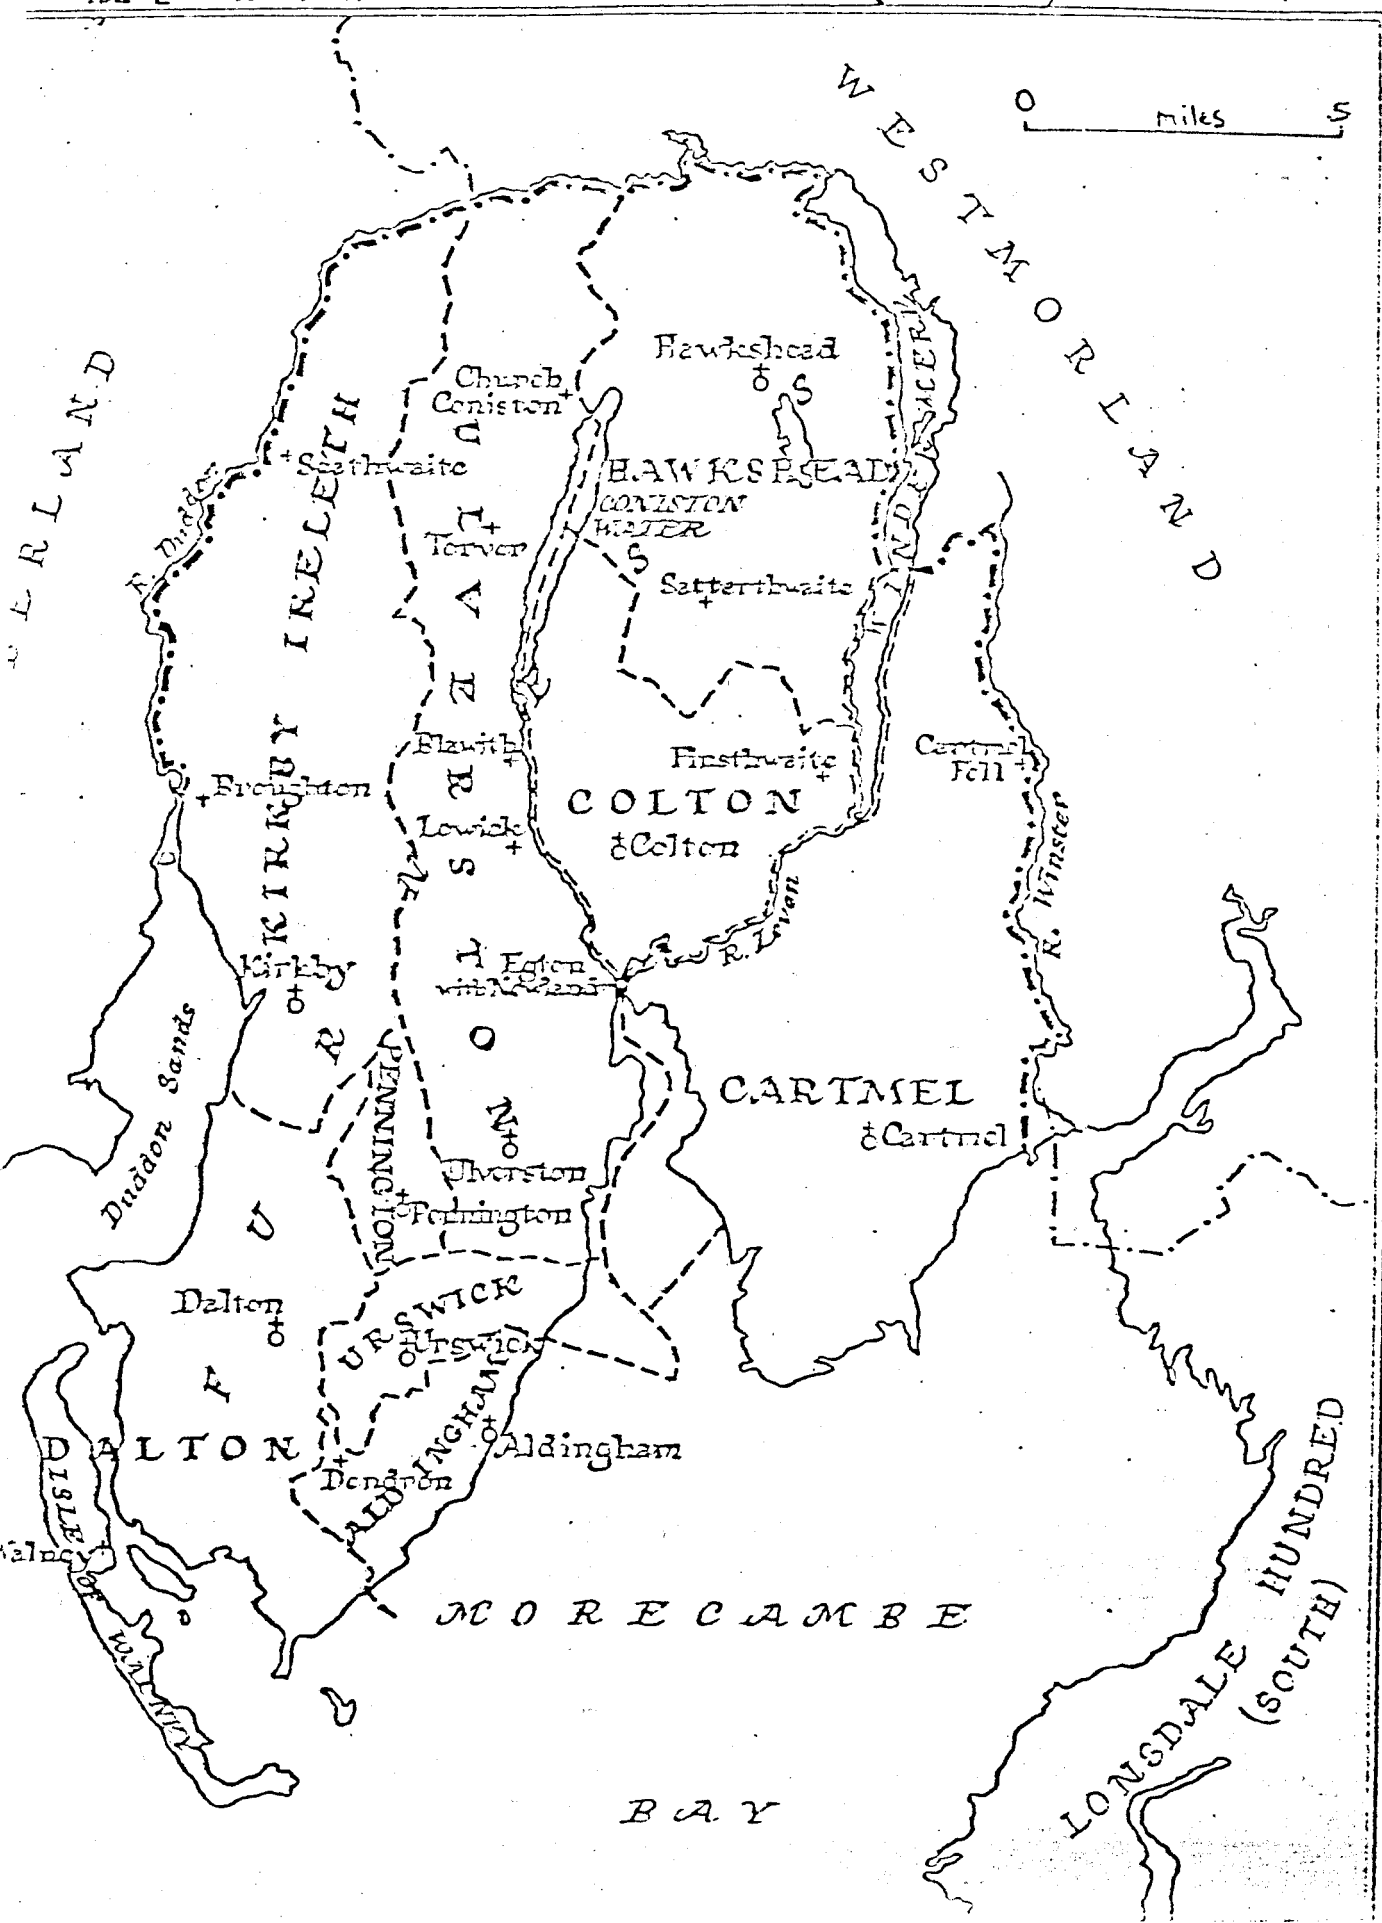 WESTMORLAND
0 miles 5
ERLAND
Hawkshead
Church
Coniston
Seathwaite
HAWKSHEAD
CONISTON
WATER
WINDERMERE
R. Duddon
KIRKBY IRELETH
Torver
Satterthwaite
ULVERSTON
Blawith
Finsthwaite
Cartmel
Fell
Broughton
COLTON
Lowick
Colton
R. Winster
R. Leven
Kirkby
Egton
with Newland
FURNESS
Duddon Sands
PENNINGTON
CARTMEL
Cartmel
Ulverston
Pennington
Dalton
URSWICK
Urswick
DALTON
ALDINGHAM
Aldingham
Dendron
ISLE OF WALNEY
Walney
MORECAMBE
BAY
LONSDALE HUNDRED
(SOUTH)